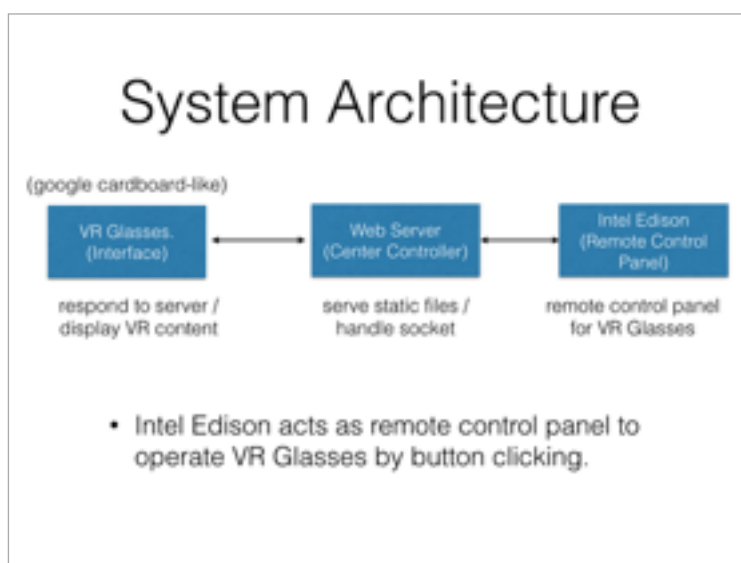 System Architecture
(google cardboard-like)
VR Glasses.
(Interface)
Web Server
(Center Controller)
Intel Edison
(Remote Control
Panel)
respond to server /
display VR content
serve static files /
handle socket
remote control panel
for VR Glasses
• Intel Edison acts as remote control panel to
operate VR Glasses by button clicking.